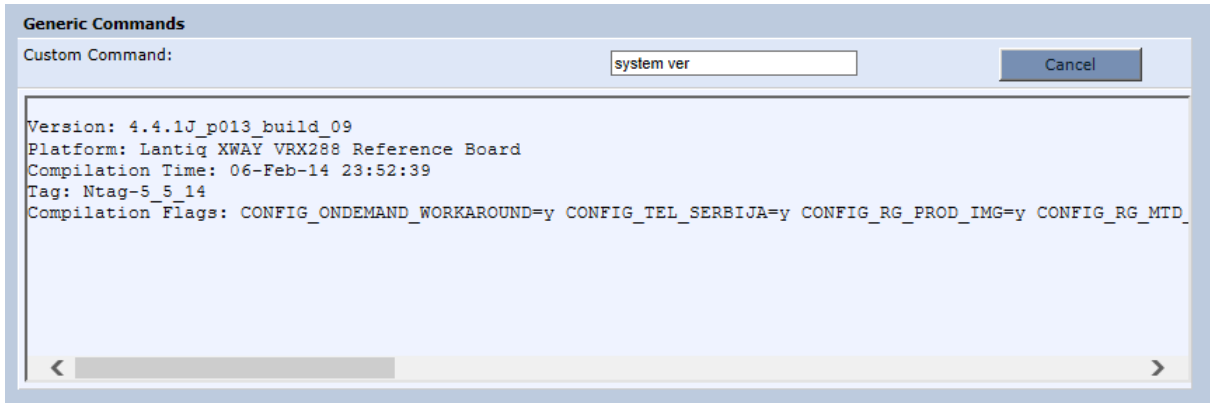 Generic Commands
Custom Command: system ver Cancel
Version: 4.4.1J_p013_build_09
Platform: Lantiq XWAY VRX288 Reference Board
Compilation Time: 06-Feb-14 23:52:39
Tag: Ntag-5_5_14
Compilation Flags: CONFIG_ONDEMAND_WORKAROUND=y CONFIG_TEL_SERBIJA=y CONFIG_RG_PROD_IMG=y CONFIG_RG_MTD_